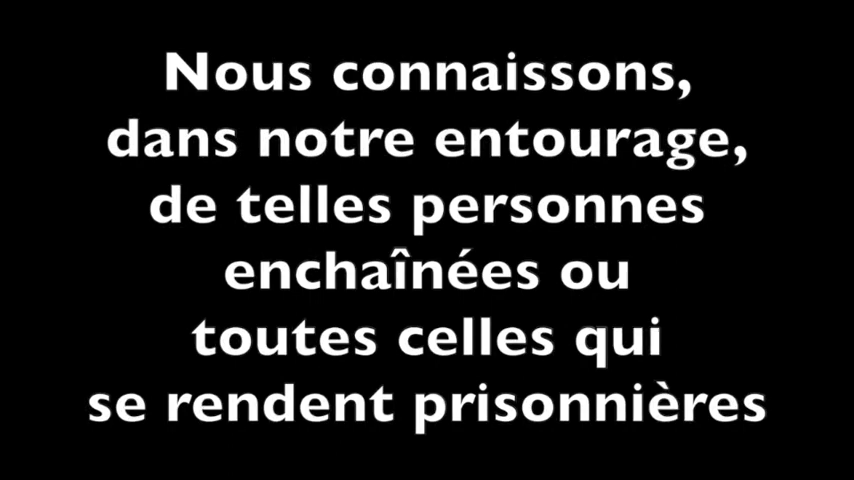 Nous connaissons,
dans notre entourage,
de telles personnes
enchaînées ou
toutes celles qui
se rendent prisonnières